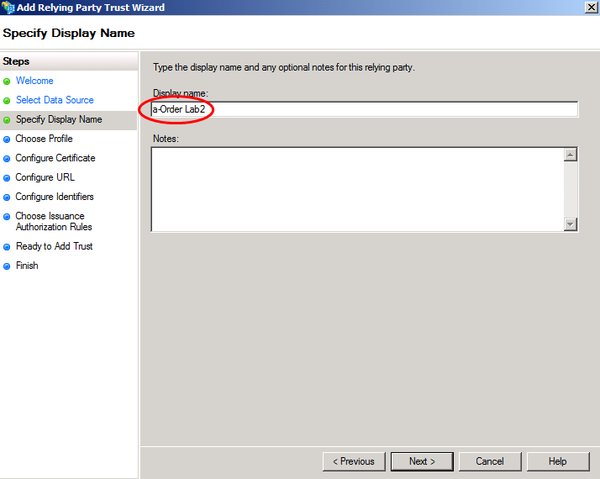 Add Relying Party Trust Wizard
Specify Display Name
Steps
Welcome
Select Data Source
Specify Display Name
Choose Profile
Configure Certificate
Configure URL
Configure Identifiers
Choose Issuance
Authorization Rules
Ready to Add Trust
Finish
Type the display name and any optional notes for this relying party.
Display name:
a-Order Lab2
Notes:
< Previous
Next >
Cancel
Help